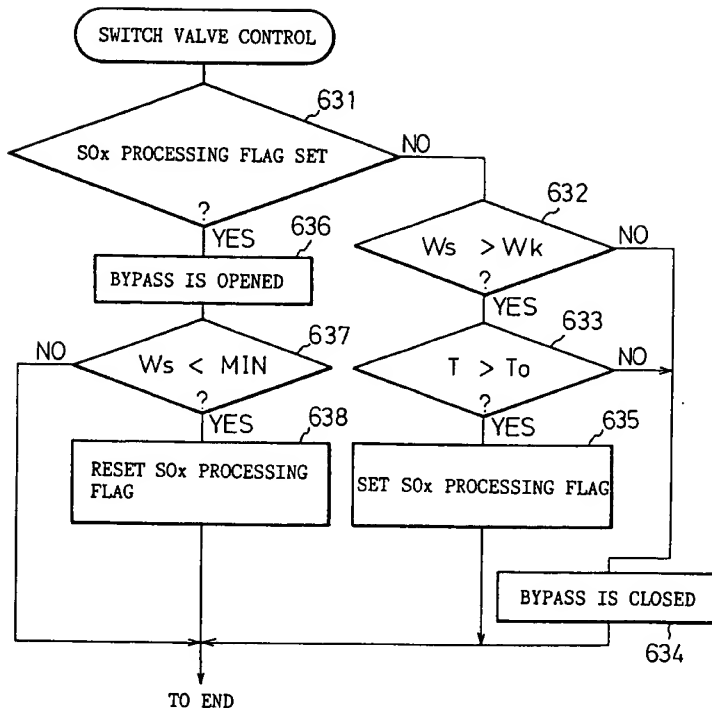 SWITCH VALVE CONTROL
631
SOx PROCESSING FLAG SET
?
NO
YES
632
Ws > Wk
?
NO
YES
636
BYPASS IS OPENED
633
T > To
?
NO
YES
637
Ws < MIN
?
NO
YES
638
RESET SOx PROCESSING
FLAG
635
SET SOx PROCESSING FLAG
BYPASS IS CLOSED
634
TO END